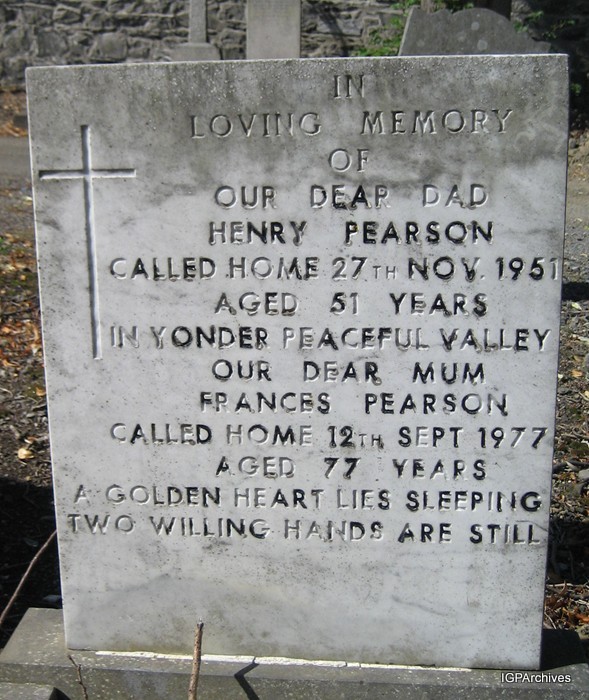 IN
LOVING MEMORY
OF
OUR DEAR DAD
HENRY PEARSON
CALLED HOME 27TH NOV. 1951
AGED 51 YEARS
IN YONDER PEACEFUL VALLEY
OUR DEAR MUM
FRANCES PEARSON
CALLED HOME 12TH SEPT 1977
AGED 77 YEARS
A GOLDEN HEART LIES SLEEPING
TWO WILLING HANDS ARE STILL
IGPArchives